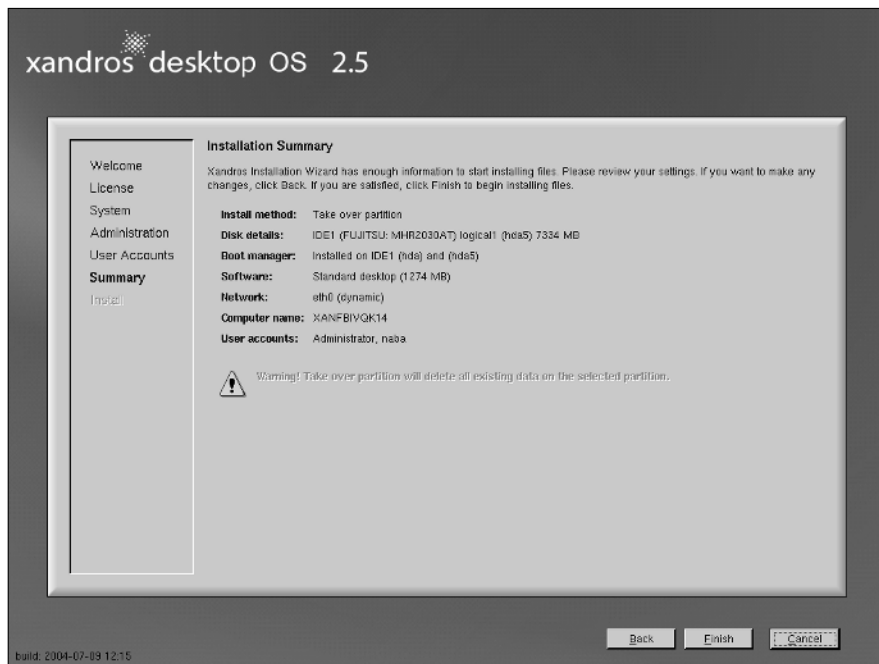 xandros desktop OS 2.5
Welcome
License
System
Administration
User Accounts
Summary
Install
Installation Summary
Xandros Installation Wizard has enough information to start installing files. Please review your settings. If you want to make any
changes, click Back. If you are satisfied, click Finish to begin installing files.
Install method: Take over partition
Disk details: IDE1 (FUJITSU: MHR2030AT) logical1 (hda5) 7334 MB
Boot manager: Installed on IDE1 (hda) and (hda5)
Software: Standard desktop (1274 MB)
Network: eth0 (dynamic)
Computer name: XANFBIVQK14
User accounts: Administrator, naba
Warning! Take over partition will delete all existing data on the selected partition.
Back Finish Cancel
build: 2004-07-09 12:15